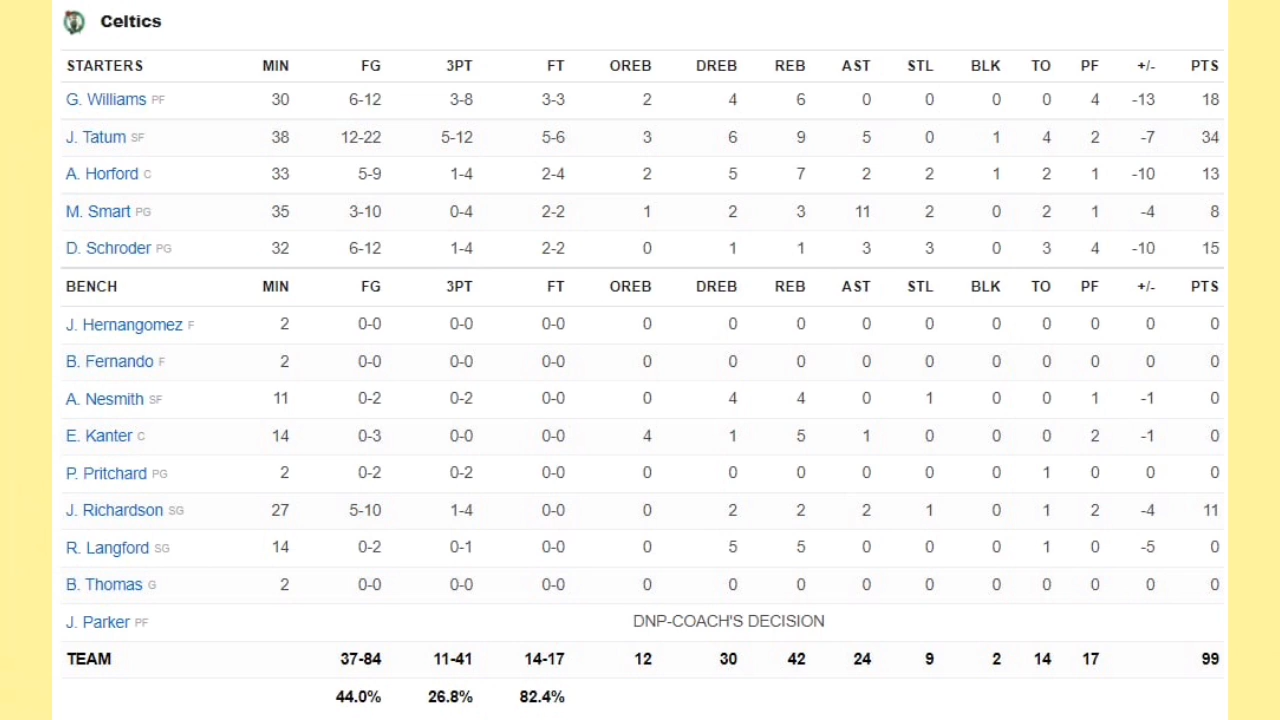 Celtics
STARTERS MIN FG 3PT FT OREB DREB REB AST STL BLK TO PF +/- PTS
G. Williams PF 30 6-12 3-8 3-3 2 4 6 0 0 0 0 4 -13 18
J. Tatum SF 38 12-22 5-12 5-6 3 6 9 5 0 1 4 2 -7 34
A. Horford C 33 5-9 1-4 2-4 2 5 7 2 2 1 2 1 -10 13
M. Smart PG 35 3-10 0-4 2-2 1 2 3 11 2 0 2 1 -4 8
D. Schroder PG 32 6-12 1-4 2-2 0 1 1 3 3 0 3 4 -10 15
BENCH MIN FG 3PT FT OREB DREB REB AST STL BLK TO PF +/- PTS
J. Hernangomez F 2 0-0 0-0 0-0 0 0 0 0 0 0 0 0 0 0
B. Fernando F 2 0-0 0-0 0-0 0 0 0 0 0 0 0 0 0 0
A. Nesmith SF 11 0-2 0-2 0-0 0 4 4 0 1 0 0 1 -1 0
E. Kanter C 14 0-3 0-0 0-0 4 1 5 1 0 0 0 2 -1 0
P. Pritchard PG 2 0-2 0-2 0-0 0 0 0 0 0 0 1 0 0 0
J. Richardson SG 27 5-10 1-4 0-0 0 2 2 2 1 0 1 2 -4 11
R. Langford SG 14 0-2 0-1 0-0 0 5 5 0 0 0 1 0 -5 0
B. Thomas G 2 0-0 0-0 0-0 0 0 0 0 0 0 0 0 0 0
J. Parker PF DNP-COACH'S DECISION
TEAM 37-84 11-41 14-17 12 30 42 24 9 2 14 17 99
44.0% 26.8% 82.4%